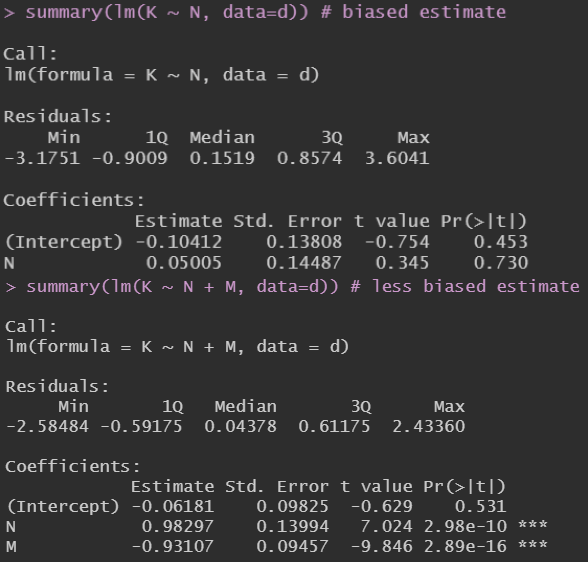 > summary(lm(K ~ N, data=d)) # biased estimate
Call:
lm(formula = K ~ N, data = d)
Residuals:
Min 1Q Median 3Q Max
-3.1751 -0.9009 0.1519 0.8574 3.6041
Coefficients:
Estimate Std. Error t value Pr(>|t|)
(Intercept) -0.10412 0.13808 -0.754 0.453
N 0.05005 0.14487 0.345 0.730
> summary(lm(K ~ N + M, data=d)) # less biased estimate
Call:
lm(formula = K ~ N + M, data = d)
Residuals:
Min 1Q Median 3Q Max
-2.58484 -0.59175 0.04378 0.61175 2.43360
Coefficients:
Estimate Std. Error t value Pr(>|t|)
(Intercept) -0.06181 0.09825 -0.629 0.531
N 0.98297 0.13994 7.024 2.98e-10 ***
M -0.93107 0.09457 -9.846 2.89e-16 ***